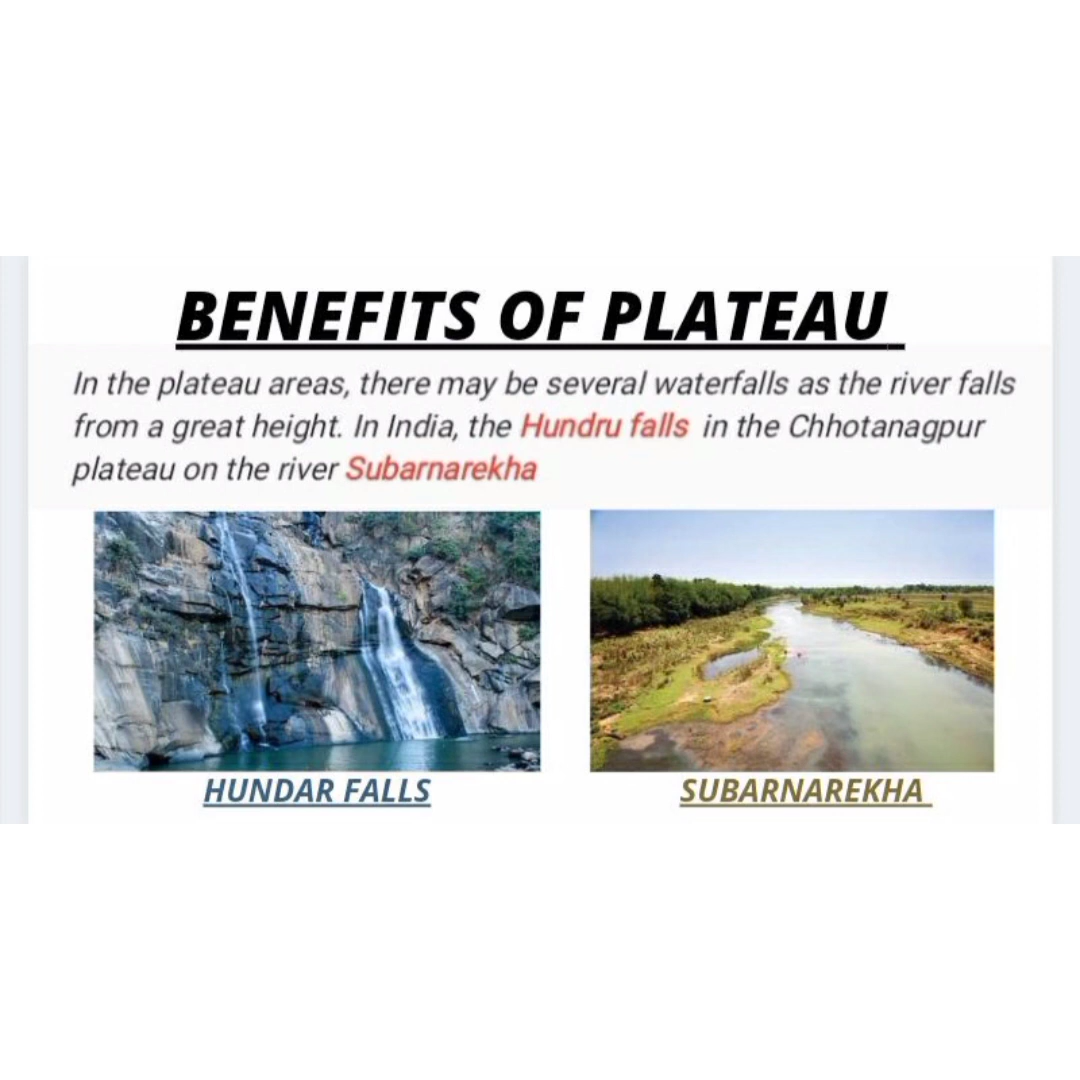 BENEFITS OF PLATEAU
In the plateau areas, there may be several waterfalls as the river falls
from a great height. In India, the Hundru falls in the Chhotanagpur
plateau on the river Subarnarekha
HUNDAR FALLS
SUBARNAREKHA